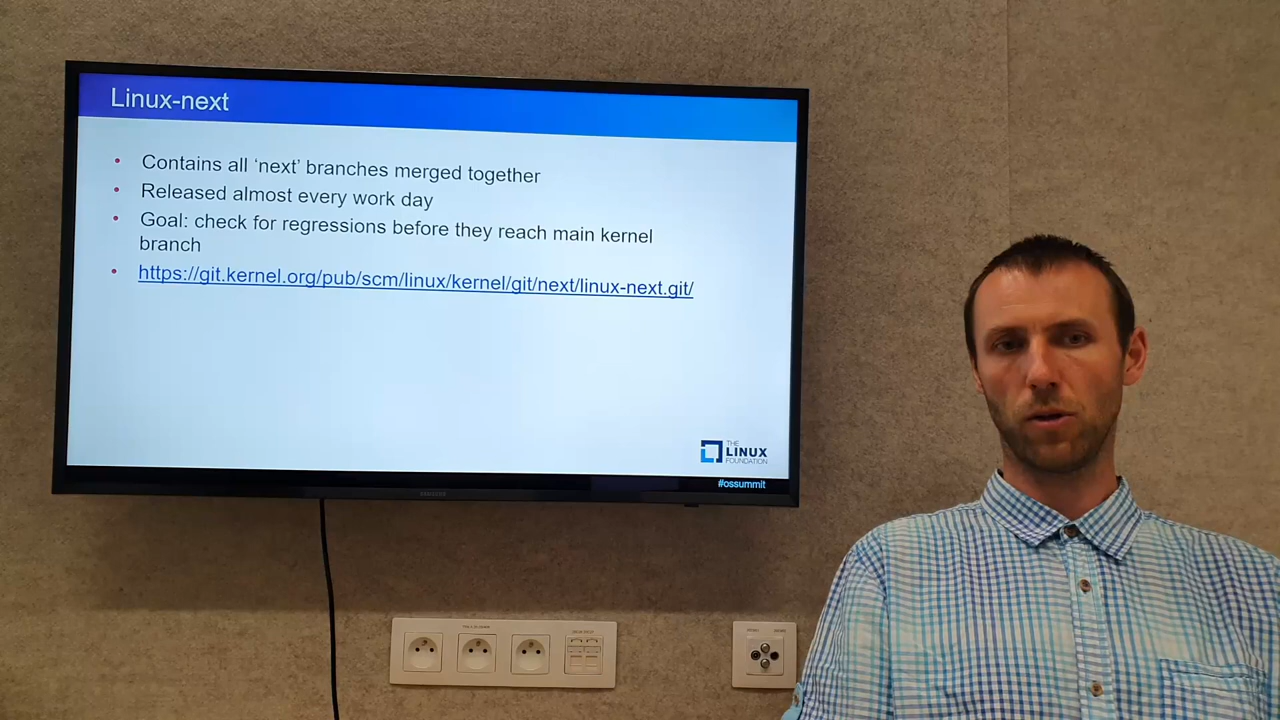 Linux-next
• Contains all ‘next’ branches merged together
• Released almost every work day
• Goal: check for regressions before they reach main kernel
branch
• https://git.kernel.org/pub/scm/linux/kernel/git/next/linux-next.git/
THE
LINUX
FOUNDATION
#ossummit
SAMSUNG